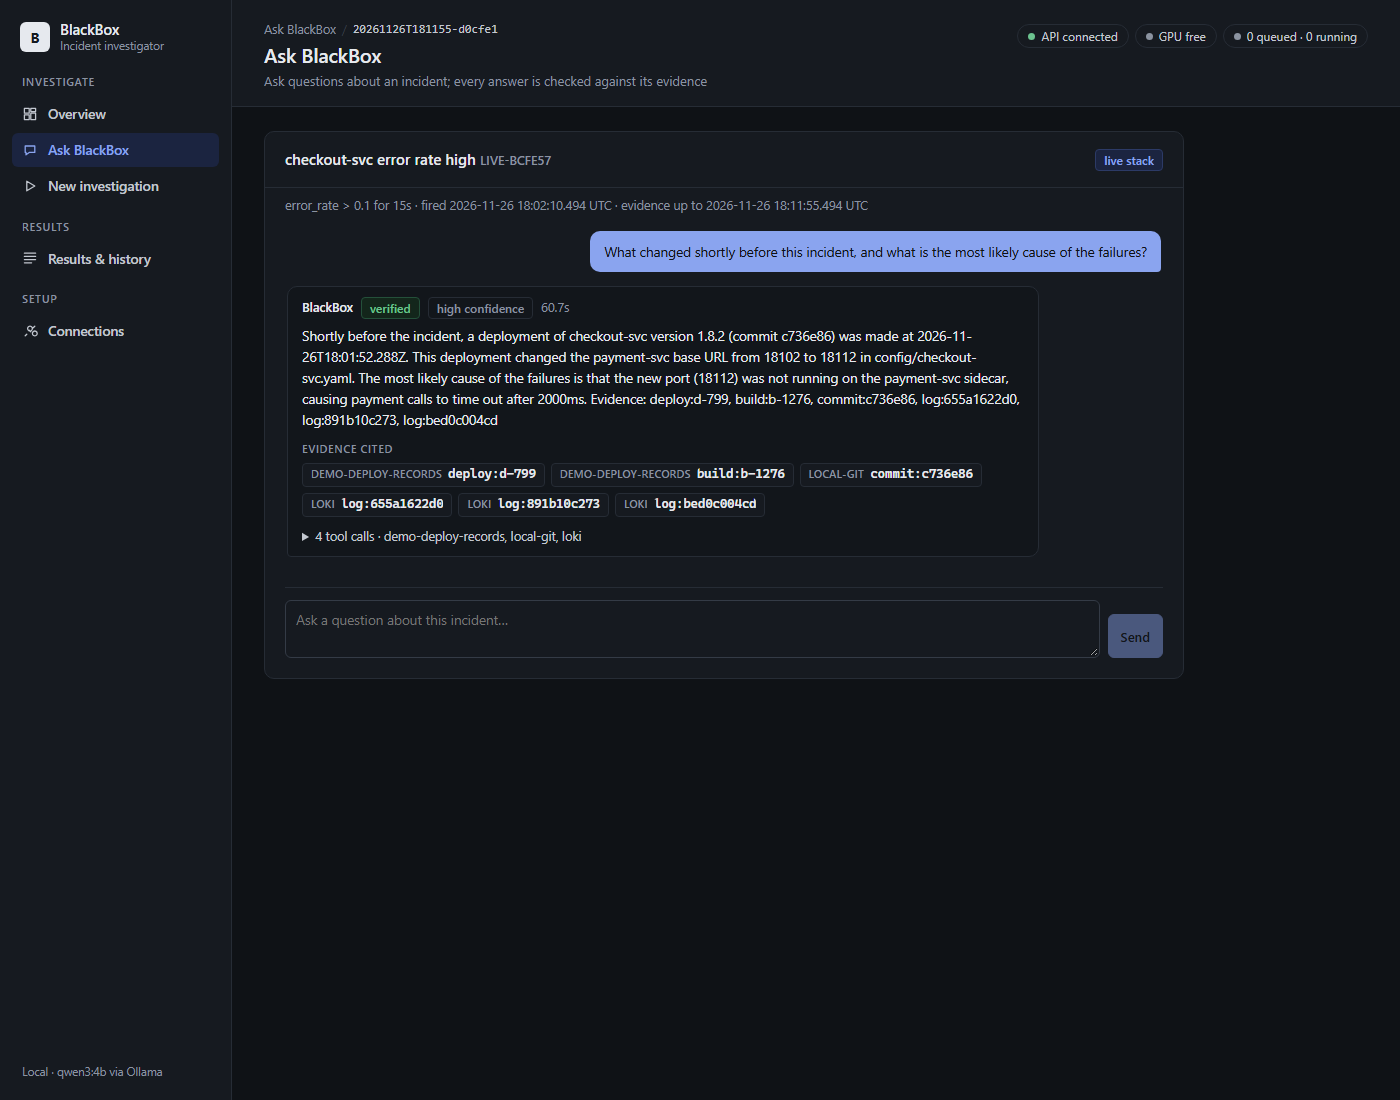 B
BlackBox
Incident investigator
INVESTIGATE
Overview
Ask BlackBox
New investigation
RESULTS
Results & history
SETUP
Connections
Local · qwen3:4b via Ollama
Ask BlackBox / 20261126T181155-d0cfe1
Ask BlackBox
Ask questions about an incident; every answer is checked against its evidence
API connected
GPU free
0 queued · 0 running
checkout-svc error rate high LIVE-BCFE57
live stack
error_rate > 0.1 for 15s · fired 2026-11-26 18:02:10.494 UTC · evidence up to 2026-11-26 18:11:55.494 UTC
What changed shortly before this incident, and what is the most likely cause of the failures?
BlackBox verified high confidence 60.7s
Shortly before the incident, a deployment of checkout-svc version 1.8.2 (commit c736e86) was made at 2026-11-
26T18:01:52.288Z. This deployment changed the payment-svc base URL from 18102 to 18112 in config/checkout-
svc.yaml. The most likely cause of the failures is that the new port (18112) was not running on the payment-svc sidecar,
causing payment calls to time out after 2000ms. Evidence: deploy:d-799, build:b-1276, commit:c736e86, log:655a1622d0,
log:891b10c273, log:bed0c004cd
EVIDENCE CITED
DEMO-DEPLOY-RECORDS deploy:d-799 DEMO-DEPLOY-RECORDS build:b-1276 LOCAL-GIT commit:c736e86
LOKI log:655a1622d0 LOKI log:891b10c273 LOKI log:bed0c004cd
4 tool calls · demo-deploy-records, local-git, loki
Ask a question about this incident...
Send